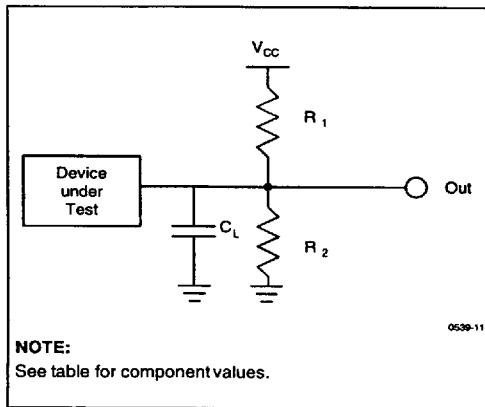 V_CC
R_1
Device
under
Test
Out
C_L
R_2
0539-11
NOTE:
See table for component values.